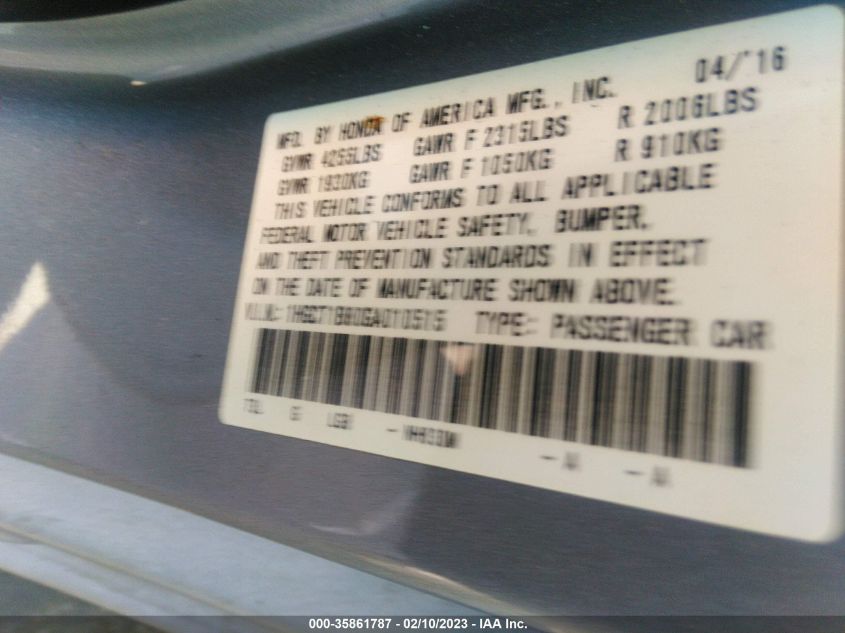 04/16
MFD. BY HONDA OF AMERICA MFG., INC.
GVWR 4255LBS GAWR F 2315LBS R 2006LBS
GVWR 1930KG GAWR F 1050KG R 910KG
THIS VEHICLE CONFORMS TO ALL APPLICABLE
FEDERAL MOTOR VEHICLE SAFETY, BUMPER,
AND THEFT PREVENTION STANDARDS IN EFFECT
ON THE DATE OF MANUFACTURE SHOWN ABOVE.
V.I.N.: TYPE: PASSENGER CAR
000-35861787 - 02/10/2023 - IAA Inc.